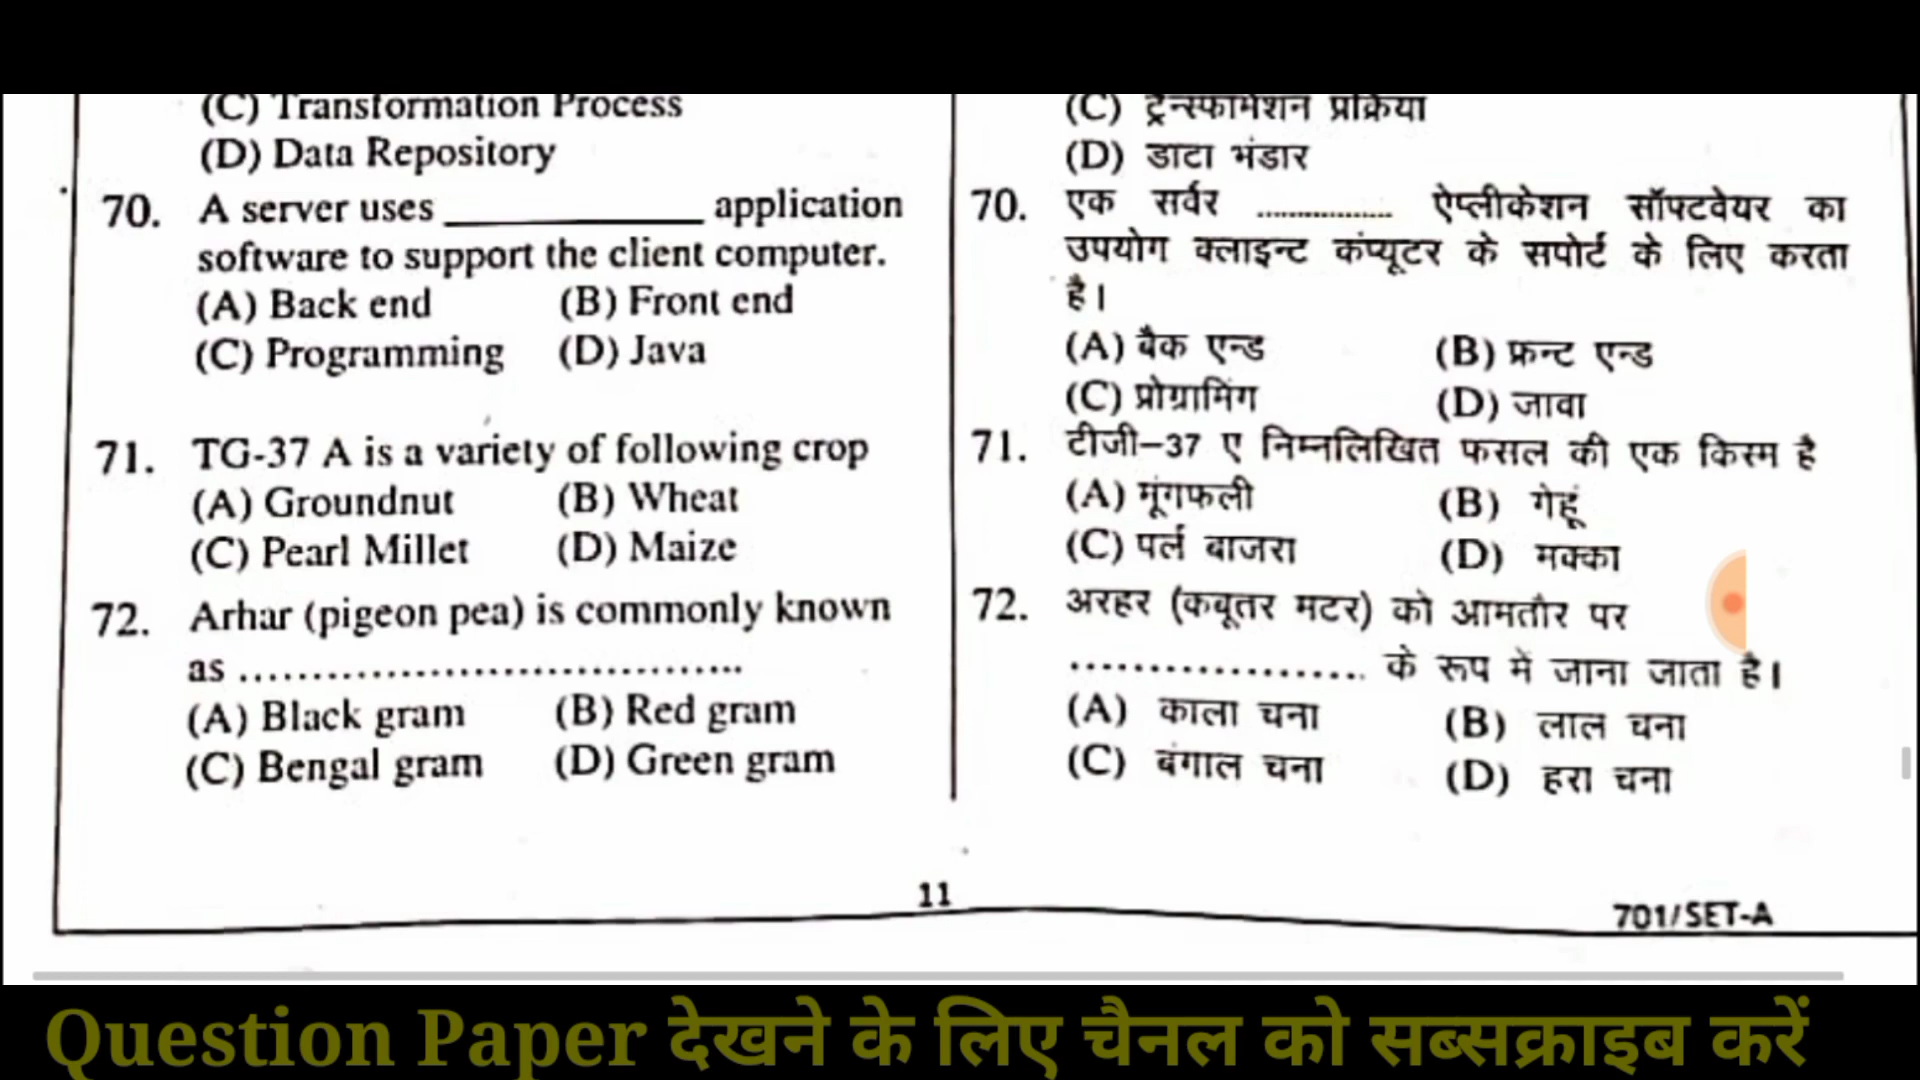 (C) Transformation Process
(D) Data Repository
70. A server uses ____________ application
software to support the client computer.
(A) Back end (B) Front end
(C) Programming (D) Java
71. TG-37 A is a variety of following crop
(A) Groundnut (B) Wheat
(C) Pearl Millet (D) Maize
72. Arhar (pigeon pea) is commonly known
as ....................................
(A) Black gram (B) Red gram
(C) Bengal gram (D) Green gram
(C) ट्रन्स्फार्मेशन प्रक्रिया
(D) डाटा भंडार
70. एक सर्वर ................. ऐप्लीकेशन सॉफ्टवेयर का
उपयोग क्लाइन्ट कंप्यूटर के सपोर्ट के लिए करता
है।
(A) बैक एन्ड (B) फ्रन्ट एन्ड
(C) प्रोग्रामिंग (D) जावा
71. टीजी–37 ए निम्नलिखित फसल की एक किस्म है
(A) मूंगफली (B) गेहूं
(C) पर्ल बाजरा (D) मक्का
72. अरहर (कबूतर मटर) को आमतौर पर
.................... के रूप में जाना जाता है।
(A) काला चना (B) लाल चना
(C) बंगाल चना (D) हरा चना
11
701/SET-A
Question Paper देखने के लिए चैनल को सब्सक्राइब करें